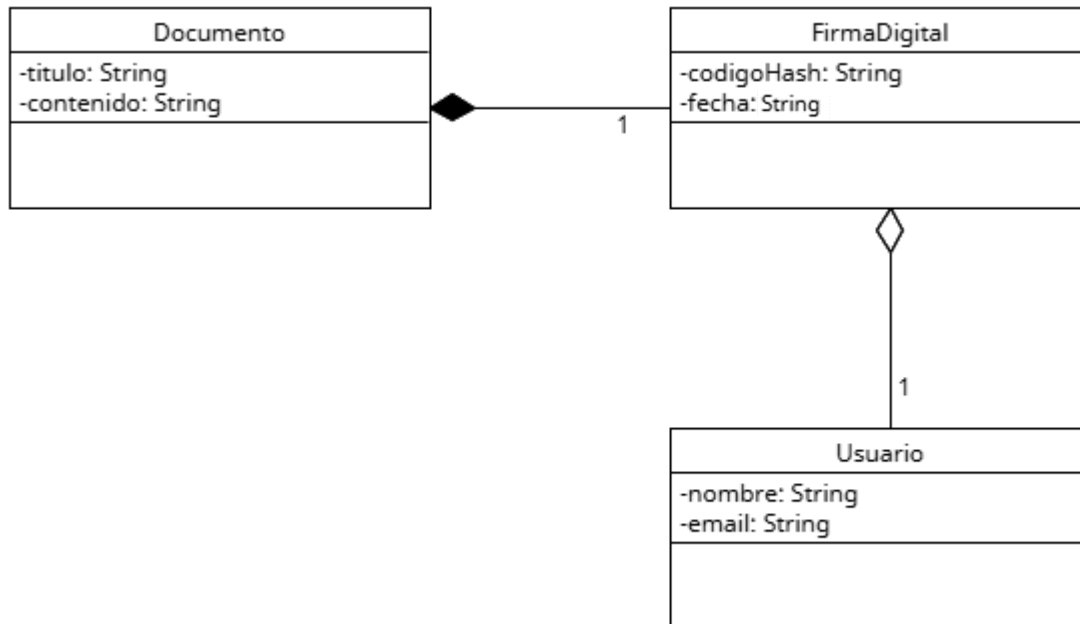 Documento
-titulo: String
-contenido: String
FirmaDigital
-codigoHash: String
-fecha: String
1
1
Usuario
-nombre: String
-email: String